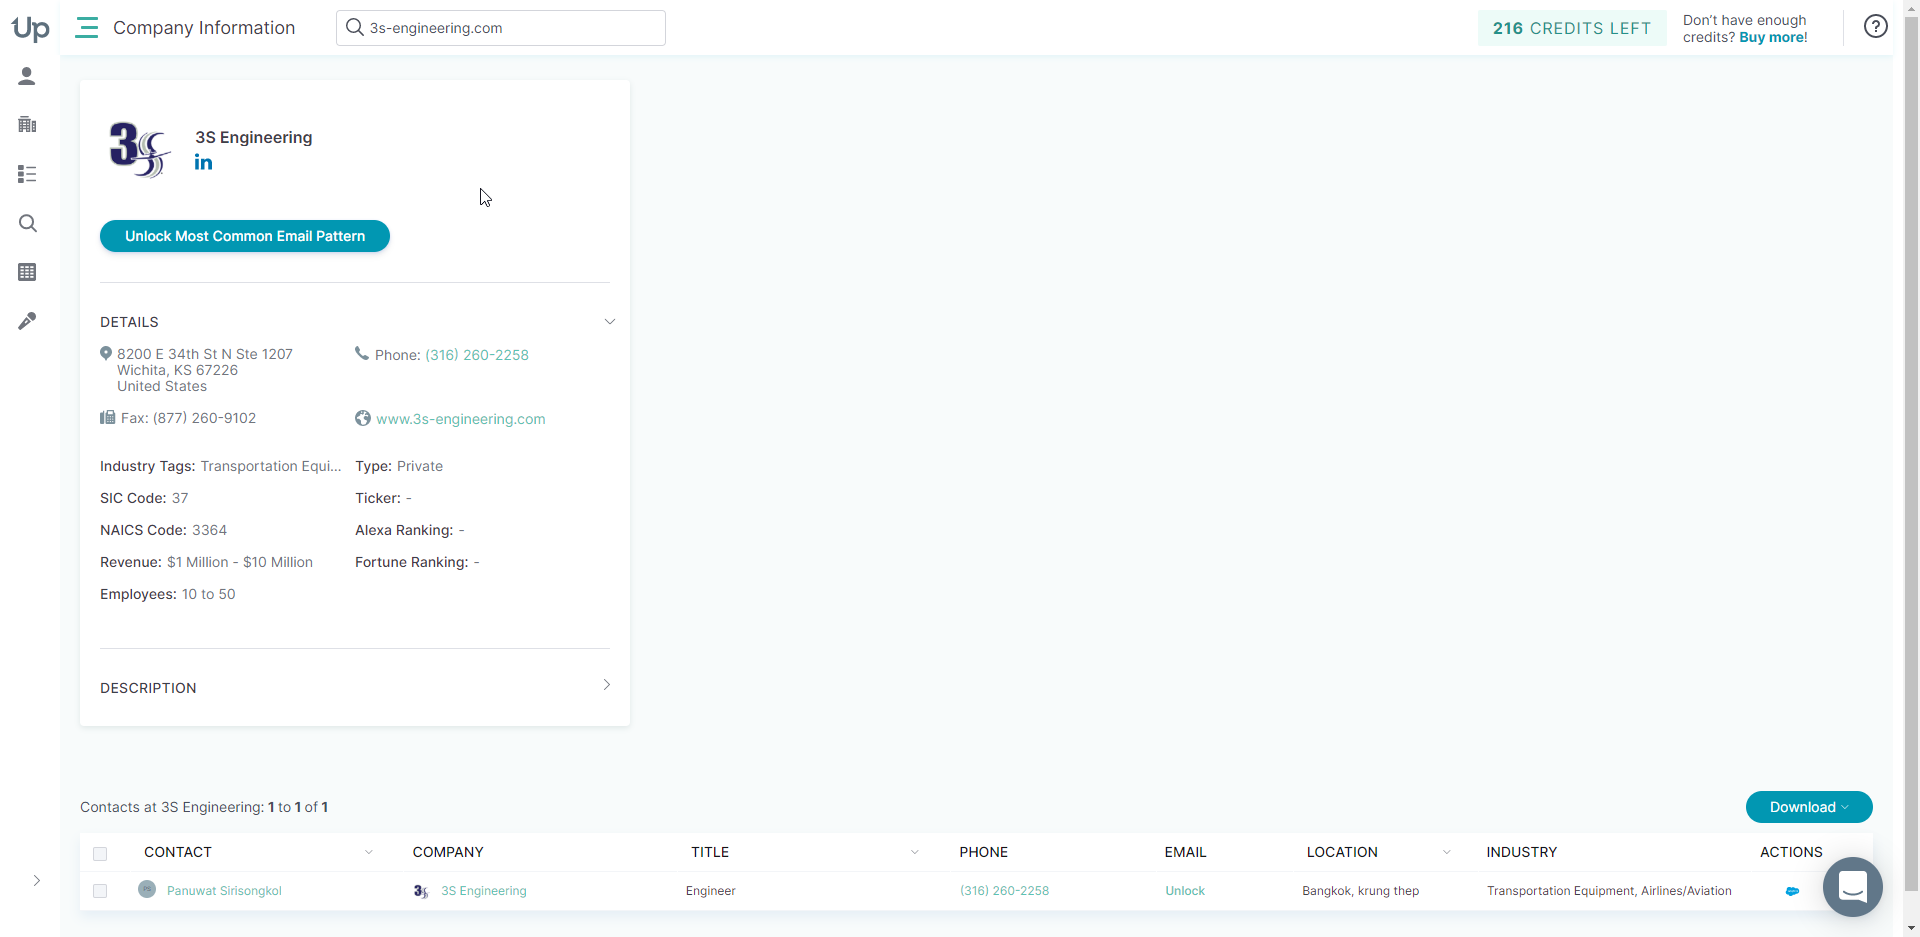 Up
Company Information
3s-engineering.com
216 CREDITS LEFT
Don't have enough
credits? Buy more!
?
3S
3S Engineering
in
Unlock Most Common Email Pattern
DETAILS
8200 E 34th St N Ste 1207
Wichita, KS 67226
United States
Phone: (316) 260-2258
Fax: (877) 260-9102
www.3s-engineering.com
Industry Tags: Transportation Equi...
Type: Private
SIC Code: 37
Ticker: -
NAICS Code: 3364
Alexa Ranking: -
Revenue: $1 Million - $10 Million
Fortune Ranking: -
Employees: 10 to 50
DESCRIPTION
Contacts at 3S Engineering: 1 to 1 of 1
Download
CONTACT COMPANY TITLE PHONE EMAIL LOCATION INDUSTRY ACTIONS
PS Panuwat Sirisongkol 3S 3S Engineering Engineer (316) 260-2258 Unlock Bangkok, krung thep Transportation Equipment, Airlines/Aviation